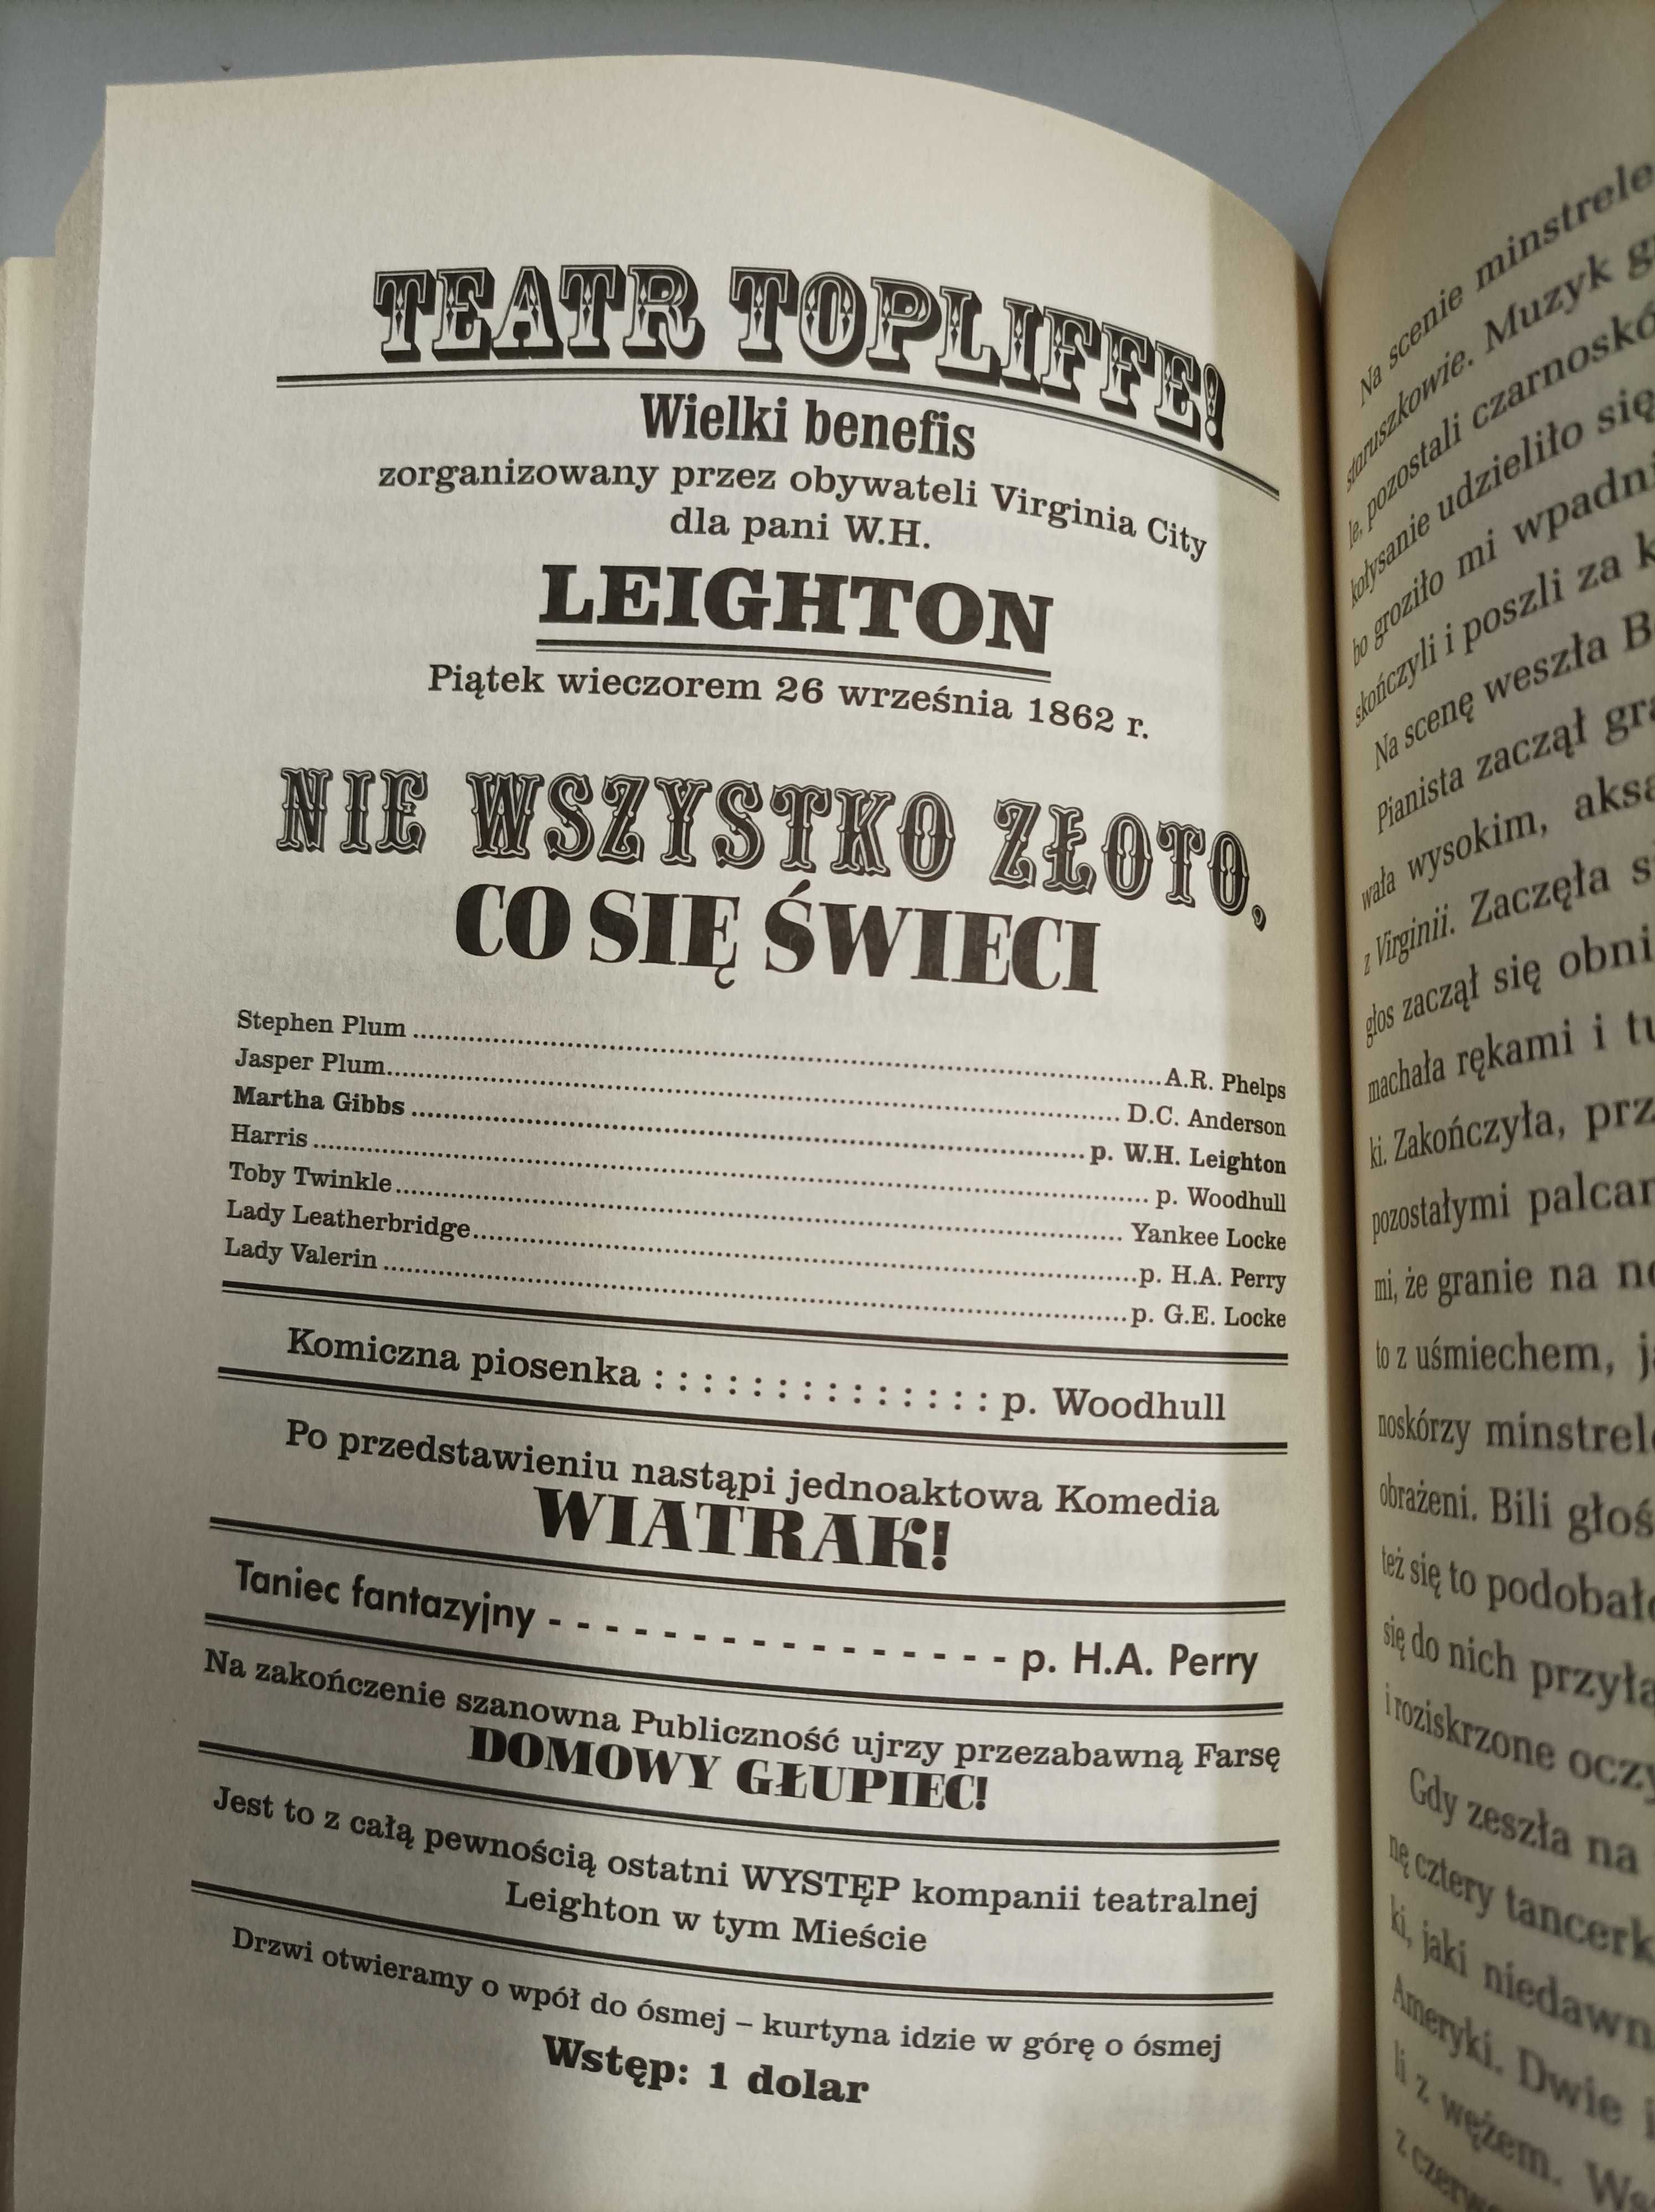 TEATR TOPLIFFE!
Wielki benefis
zorganizowany przez obywateli Virginia City
dla pani W.H.
LEIGHTON
Piątek wieczorem 26 września 1862 r.
NIE WSZYSTKO ZŁOTO,
CO SIĘ ŚWIECI
Stephen Plum ........ A.R. Phelps
Jasper Plum ........ D.C. Anderson
Martha Gibbs ........ p. W.H. Leighton
Harris ........ p. Woodhull
Toby Twinkle ........ Yankee Locke
Lady Leatherbridge ........ p. H.A. Perry
Lady Valerin ........ p. G.E. Locke
Komiczna piosenka : : : : : : : : : : : : : : p. Woodhull
Po przedstawieniu nastąpi jednoaktowa Komedia
WIATRAK!
Taniec fantazyjny - - - - - - - - - - - - - - - - - p. H.A. Perry
Na zakończenie szanowna Publiczność ujrzy przezabawną Farsę
DOMOWY GŁUPIEC!
Jest to z całą pewnością ostatni WYSTĘP kompanii teatralnej
Leighton w tym Mieście
Drzwi otwieramy o wpół do ósmej – kurtyna idzie w górę o ósmej
Wstęp: 1 dolar
Na scenie
staruszkowie. Muzyk
le, pozostali
kołysanie udzieliło się
bo groziło mi
skończyli i poszli za
Na scenę weszła
Pianista zaczął
wała wysokim,
z Virginii. Zaczęła
głos zaczął się
machała rękami i
ki. Zakończyła,
pozostałymi
mi, że granie na
to z uśmiechem,
noskórzy
obrażeni. Bili
też się to
się do nich
i roziskrzone
Gdy zeszła na
nę cztery
ki, jaki
Ameryki. Dwie
li z wężem.
z